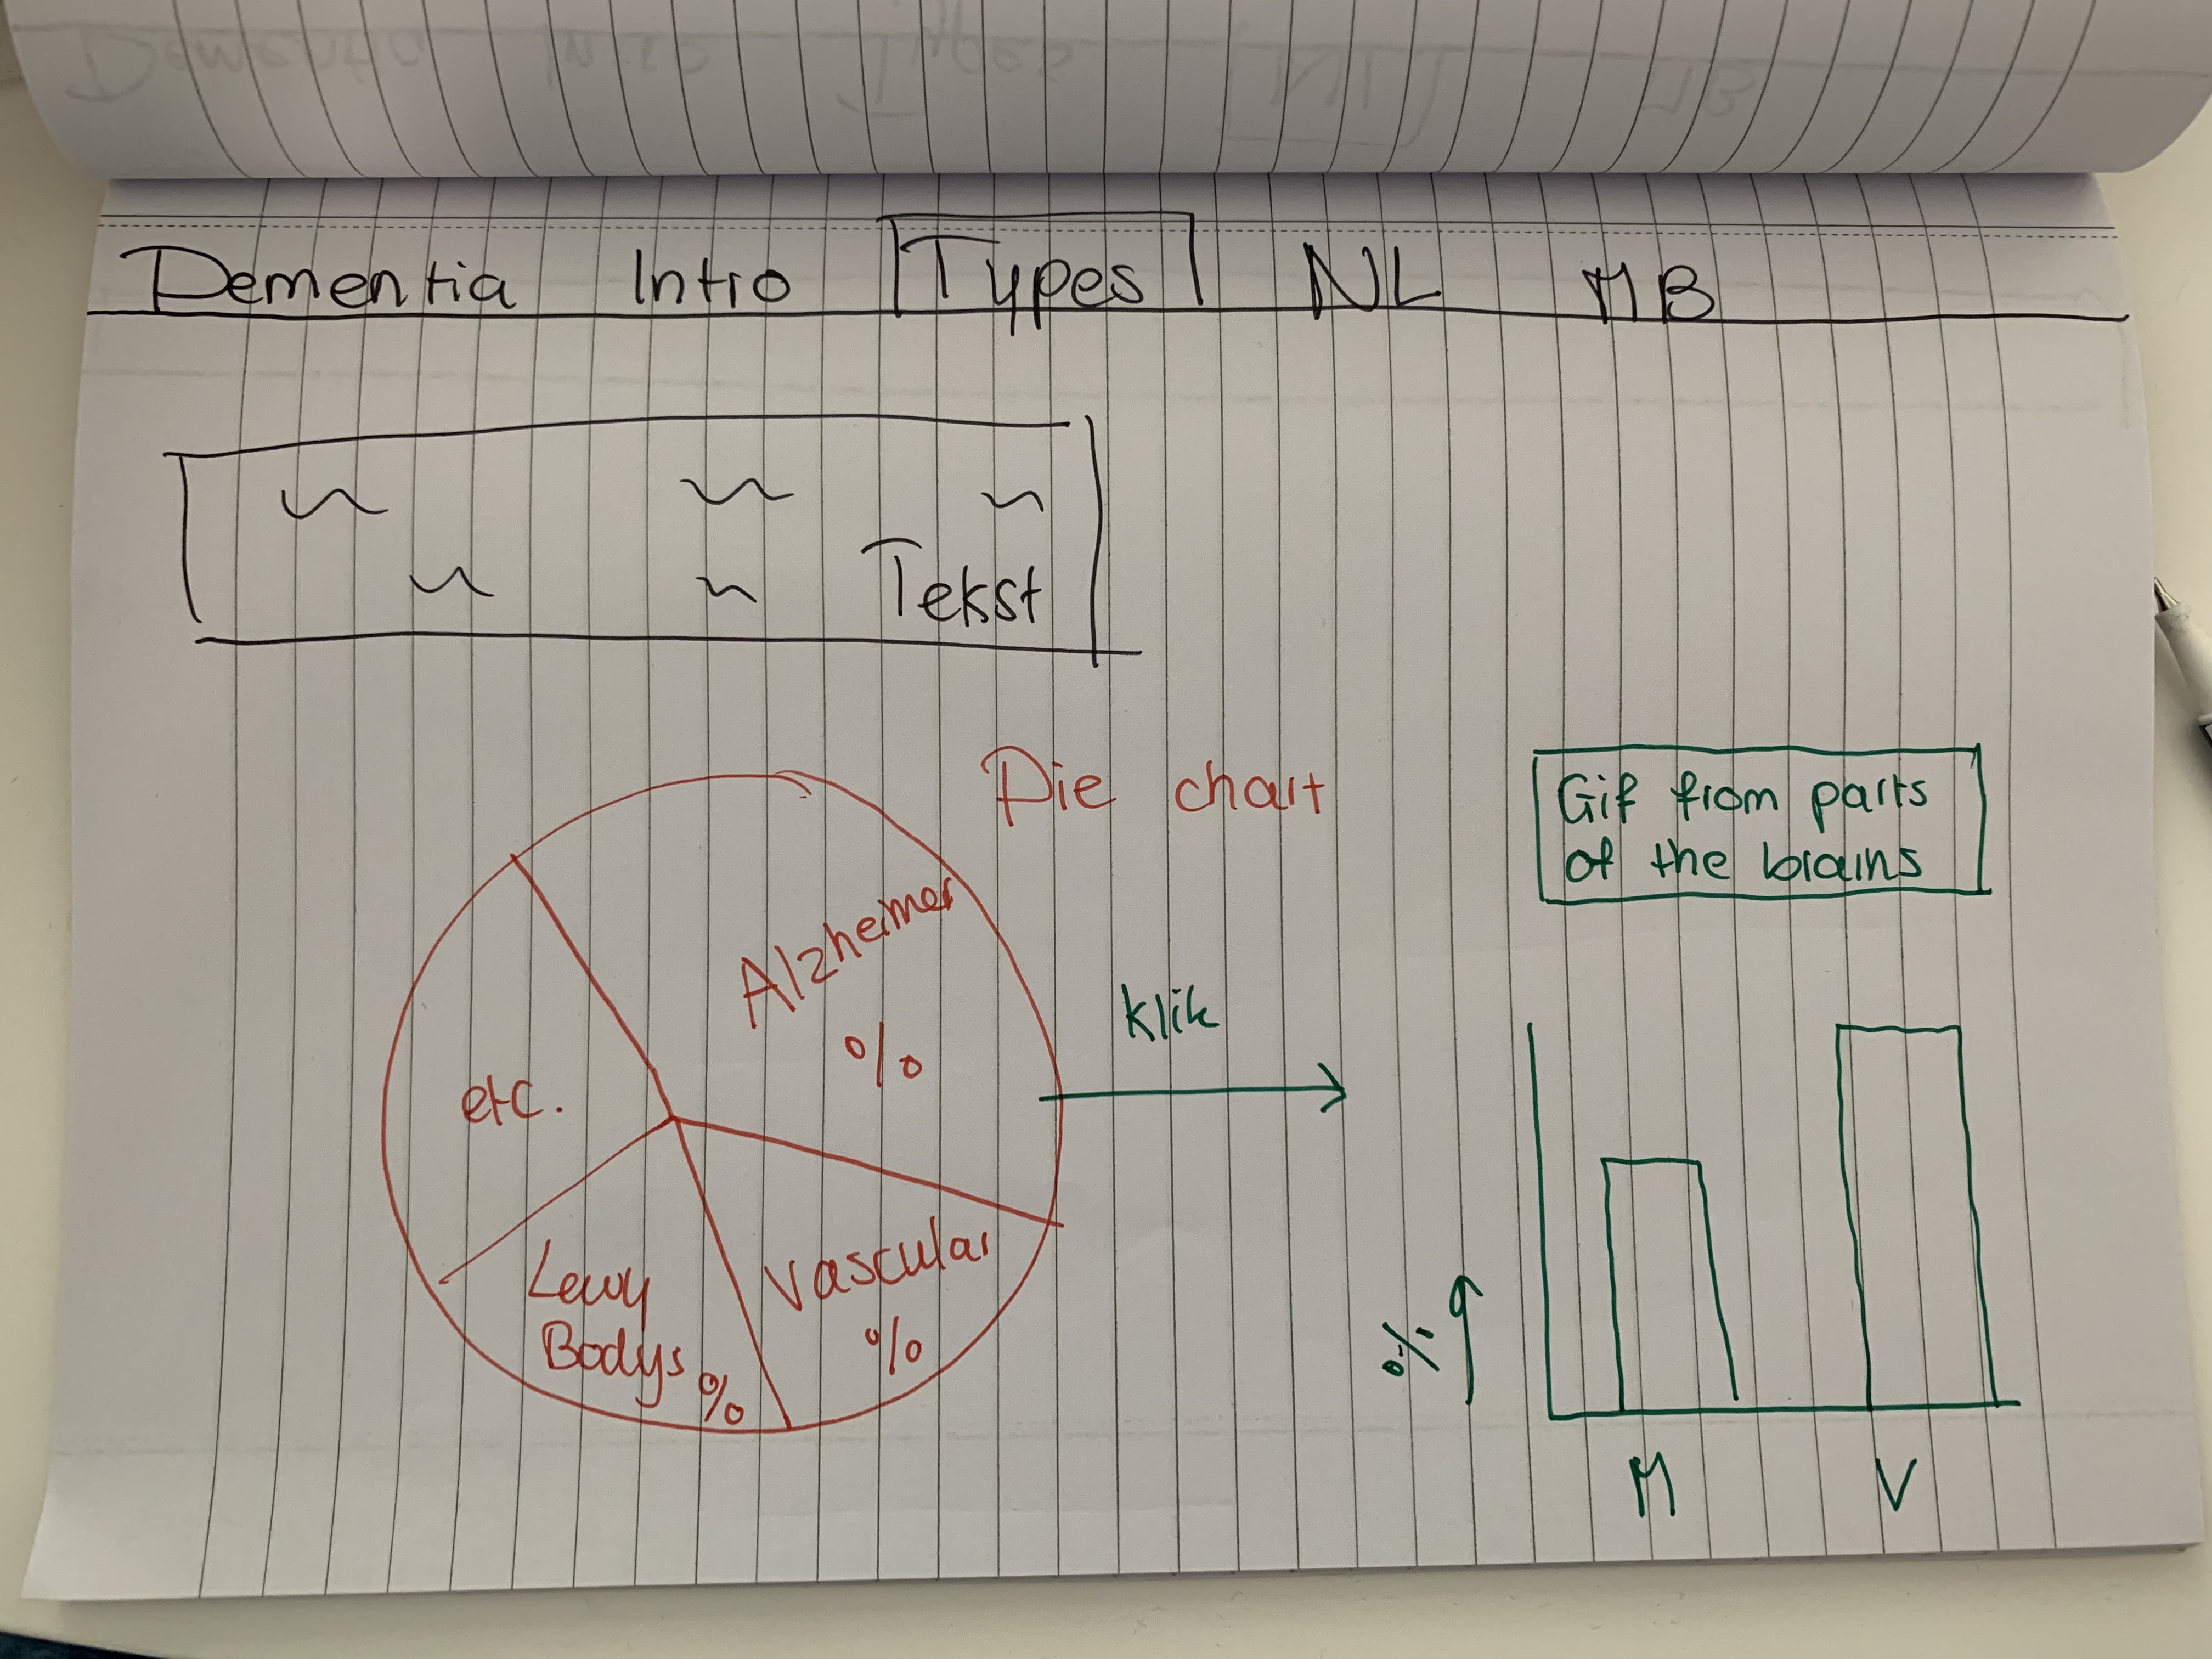 Dementia Intro Types NL MB
Tekst
Pie chart
Gif from parts
of the brains
Alzheimer
%
klik
etc.
Vascular
%
Lewy
Bodys %
%
M V